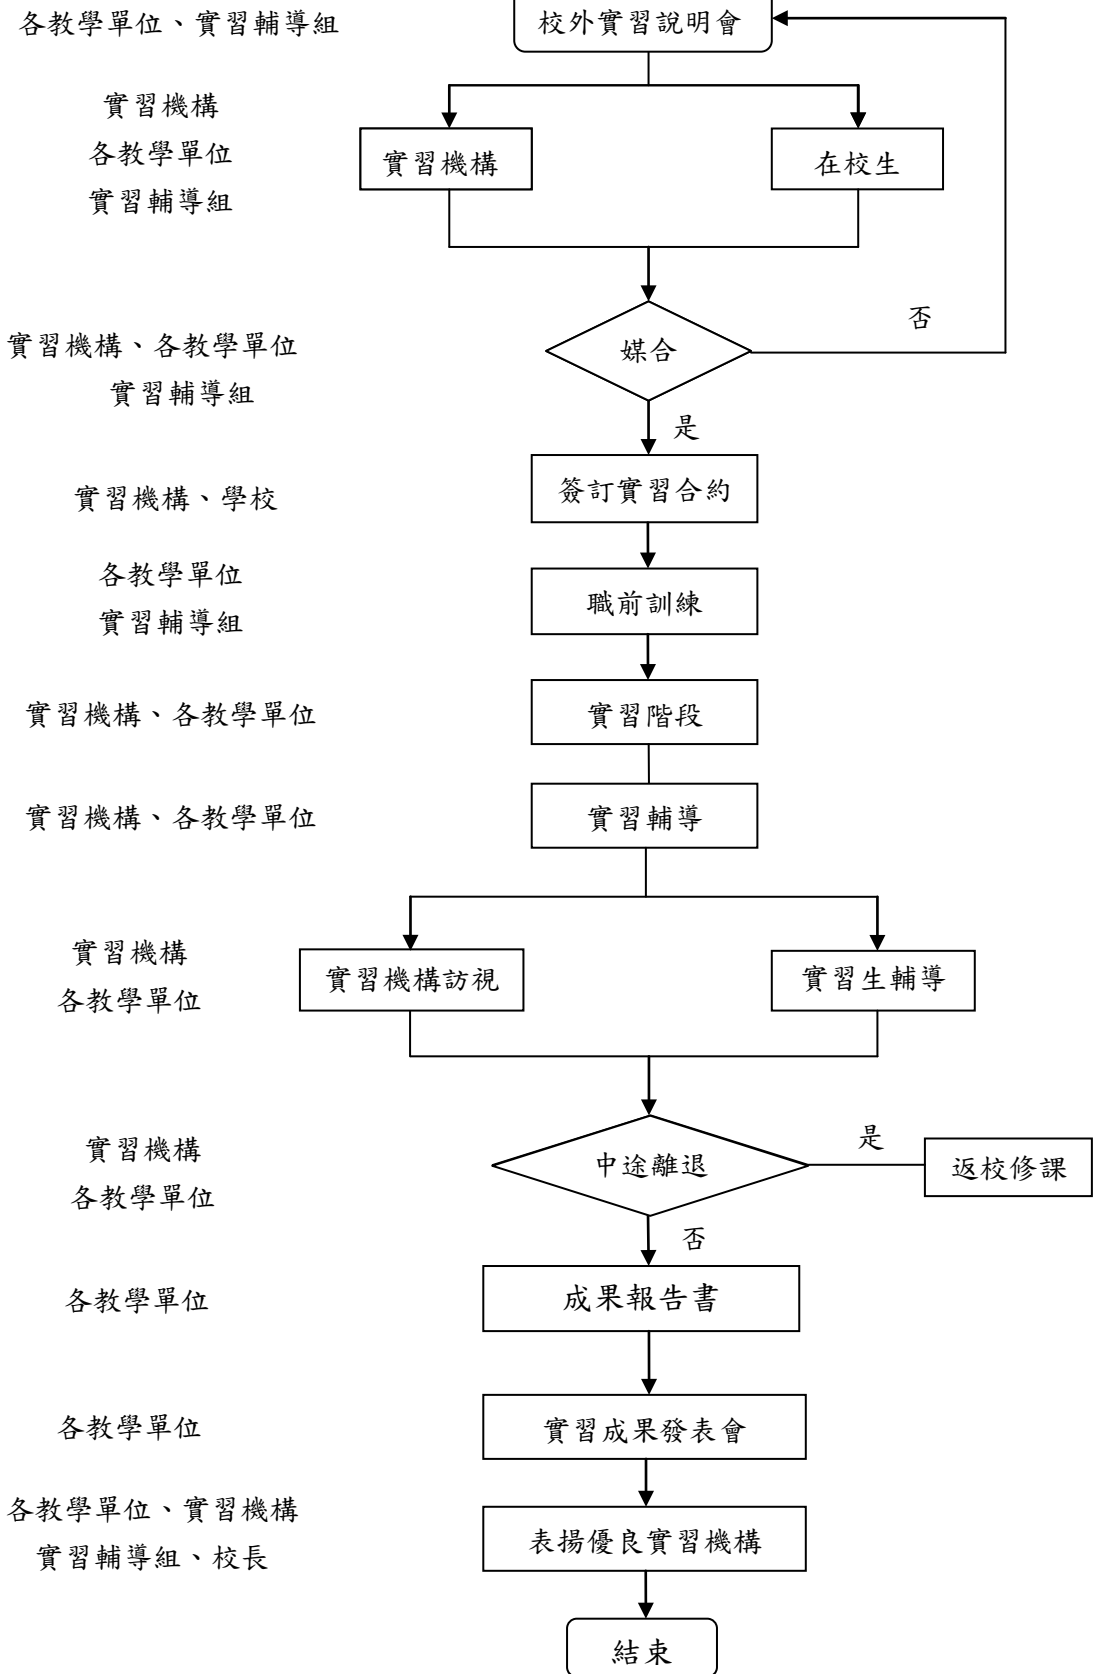 各教學單位、實習輔導組
校外實習說明會
實習機構
各教學單位
實習輔導組
實習機構
在校生
實習機構、各教學單位
實習輔導組
媒合
否
是
實習機構、學校
簽訂實習合約
各教學單位
實習輔導組
職前訓練
實習機構、各教學單位
實習階段
實習機構、各教學單位
實習輔導
實習機構
各教學單位
實習機構訪視
實習生輔導
實習機構
各教學單位
中途離退
是
返校修課
否
各教學單位
成果報告書
各教學單位
實習成果發表會
各教學單位、實習機構
實習輔導組、校長
表揚優良實習機構
結束